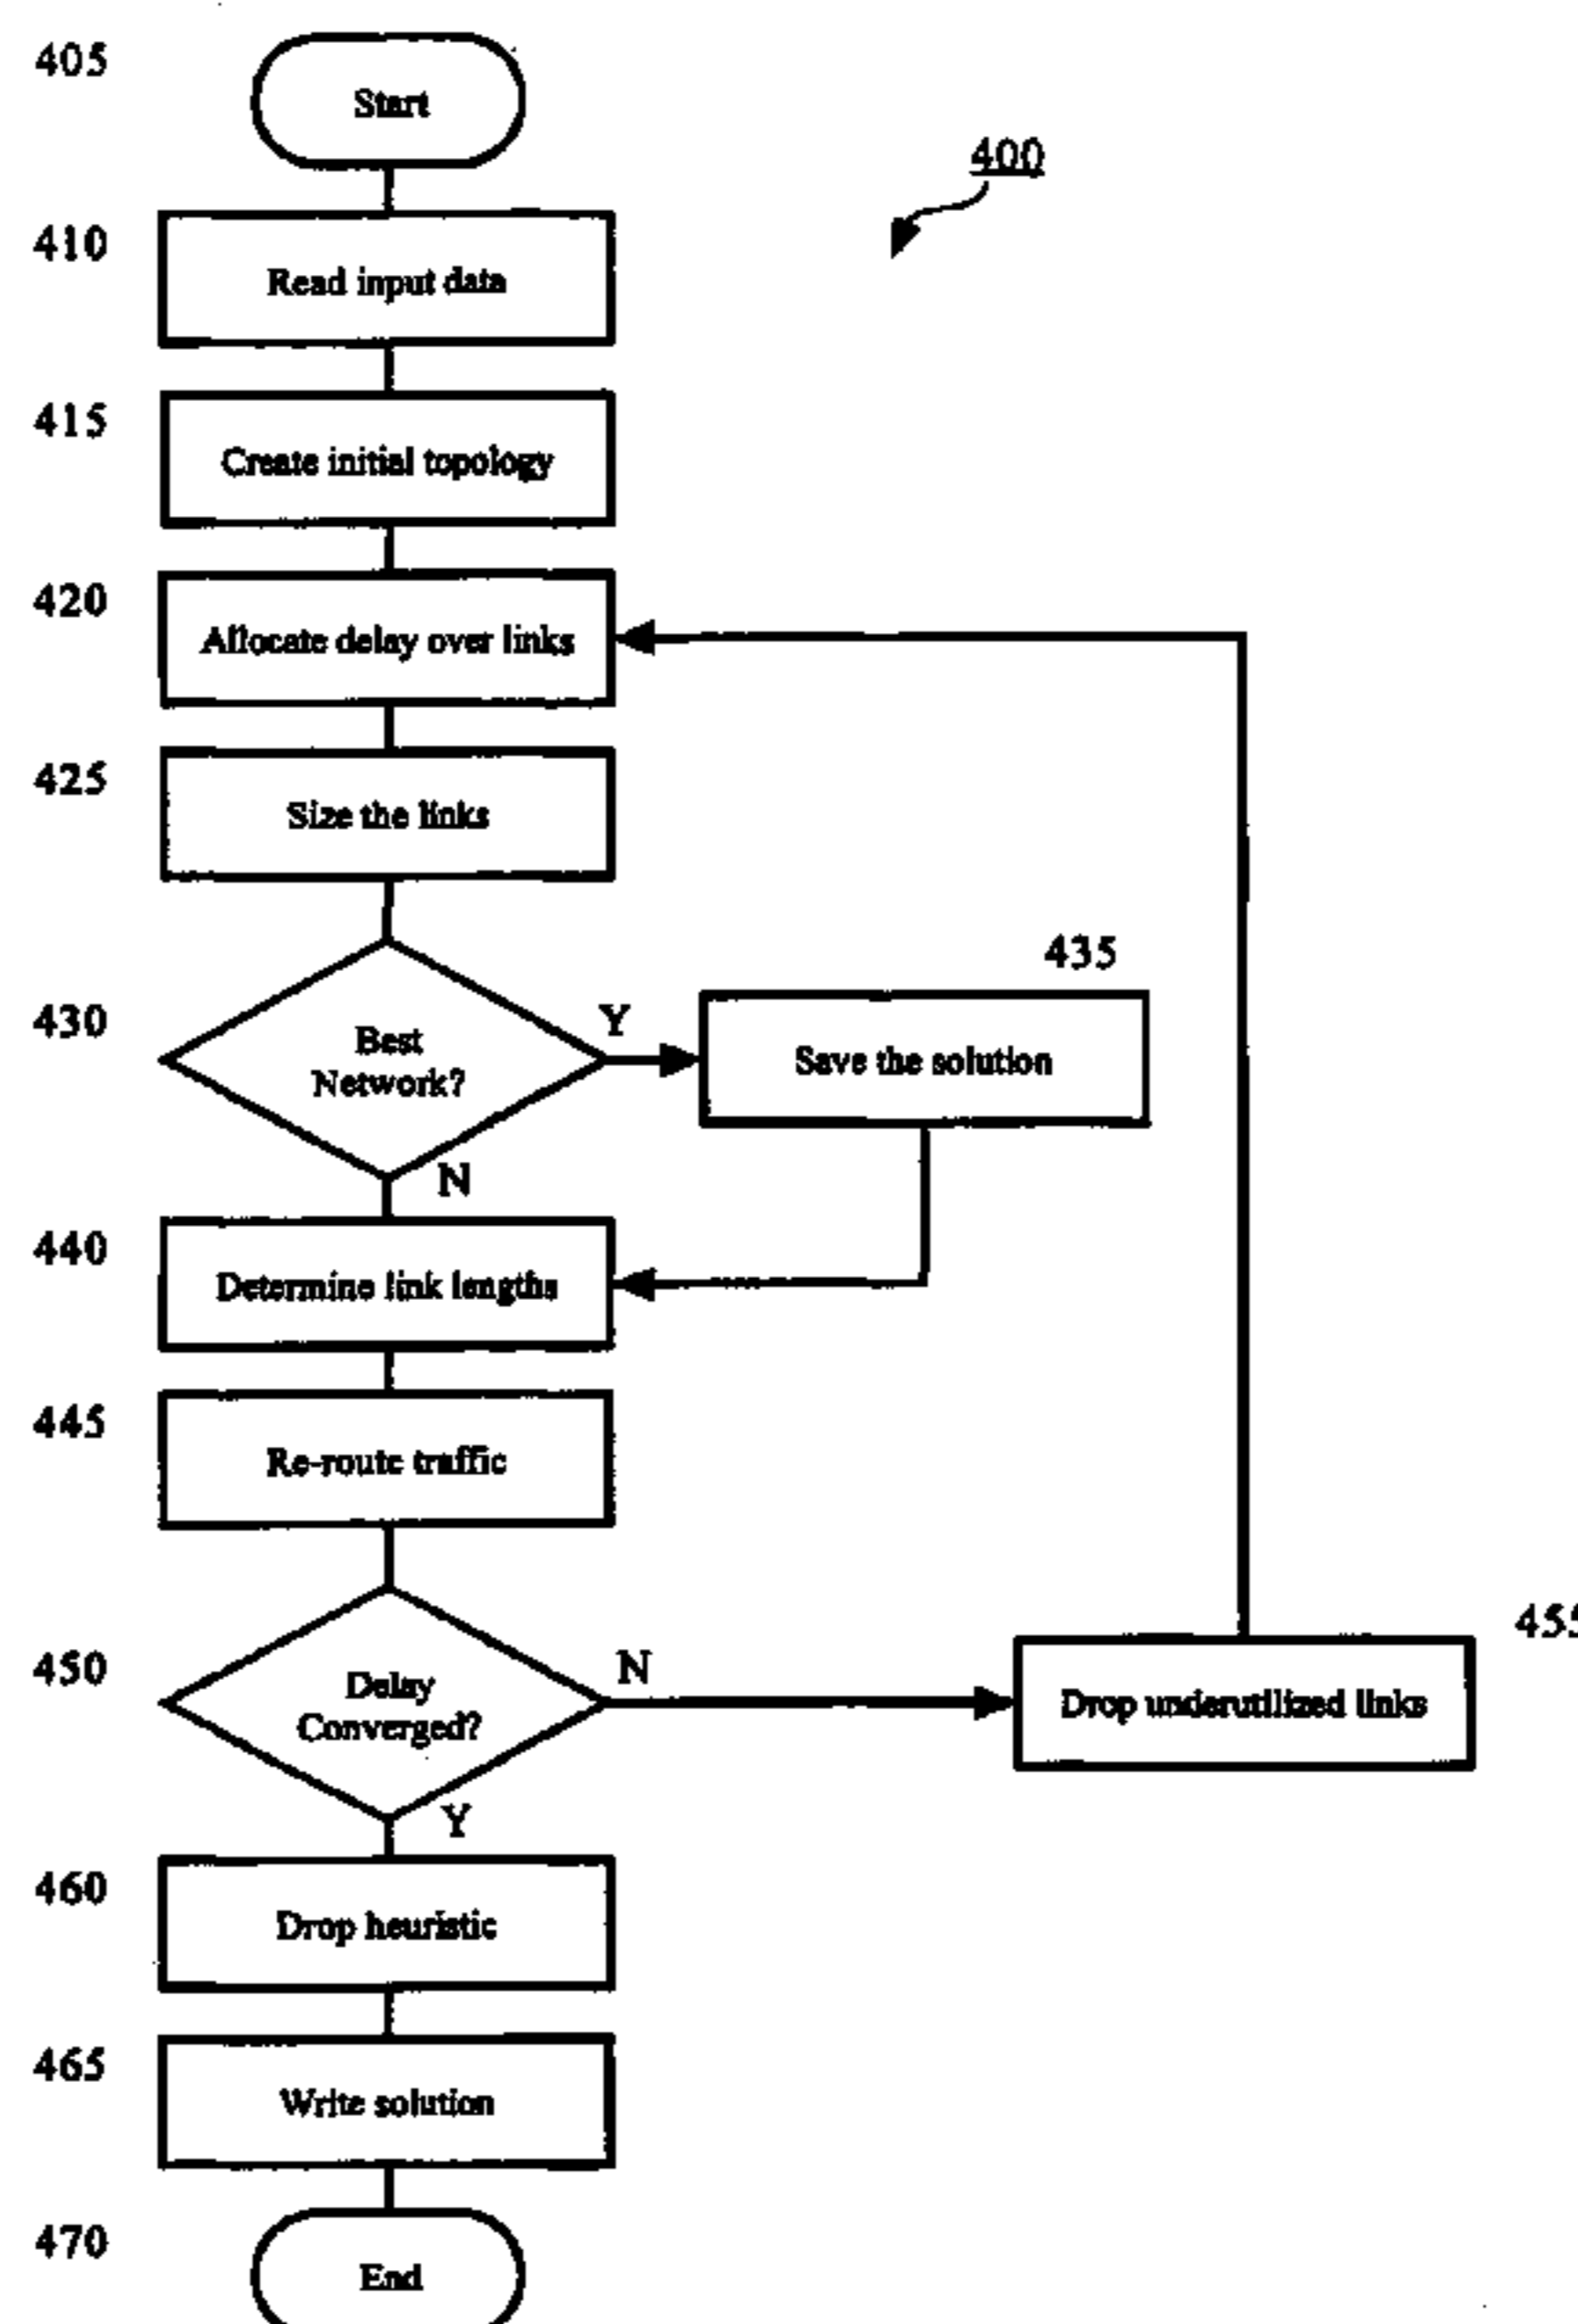 405
Start
400
410
Read input data
415
Create initial topology
420
Allocate delay over links
425
Size the links
435
430
Best
Network?
Y
Save the solution
N
440
Determine link lengths
445
Re-route traffic
455
450
Delay
Converged?
N
Drop underutilized links
Y
460
Drop heuristic
465
Write solution
470
End